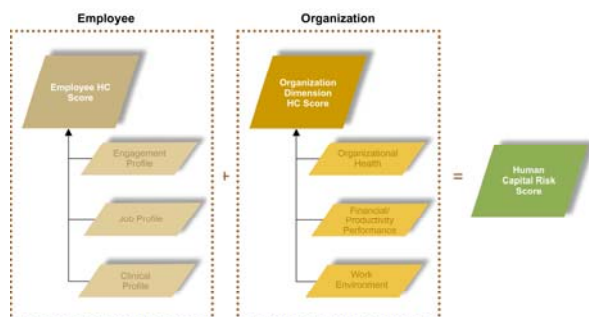 Employee
Organization
Employee HC
Score
Organization
Dimension
HC Score
Engagement
Profile
Organizational
Health
+
=
Human
Capital Risk
Score
Job Profile
Financial/
Productivity
Performance
Clinical
Profile
Work
Environment